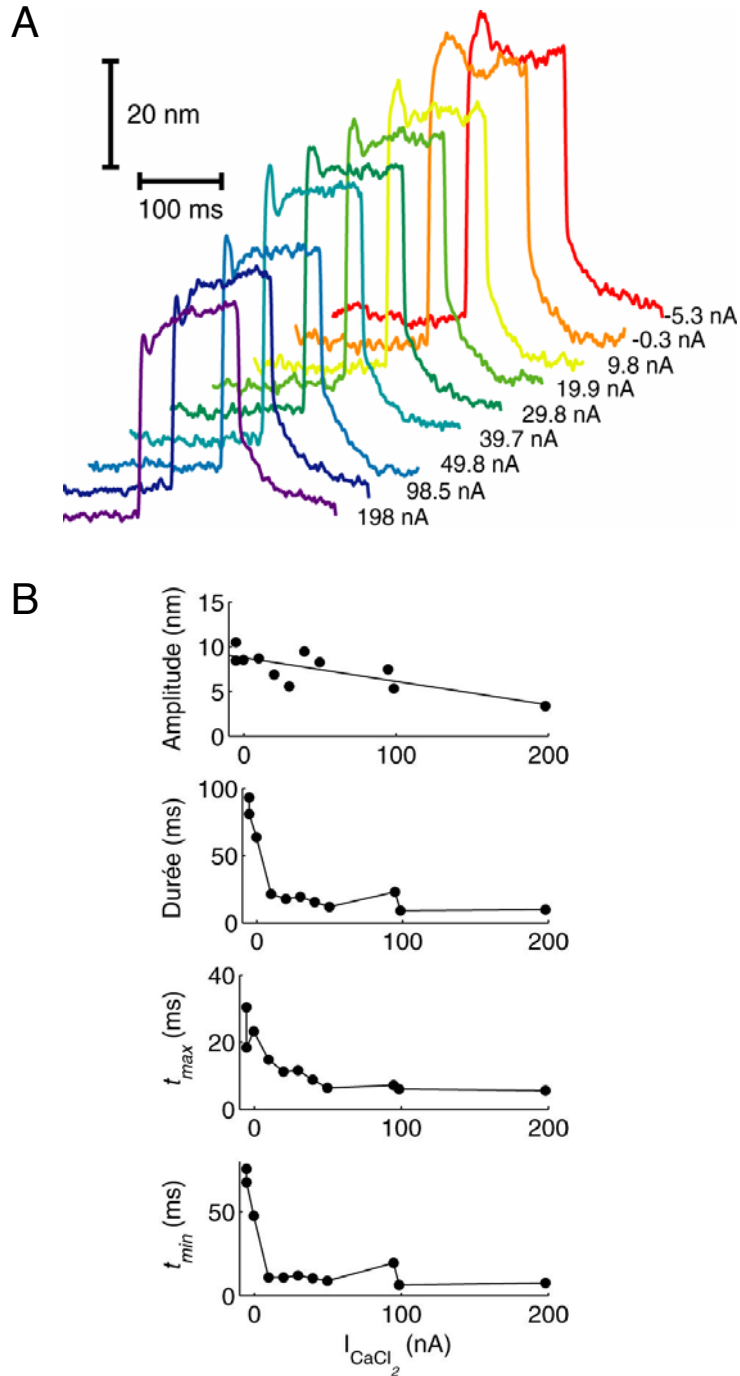 A
20 nm
100 ms
-5.3 nA
-0.3 nA
9.8 nA
19.9 nA
29.8 nA
39.7 nA
49.8 nA
98.5 nA
198 nA
B
Amplitude (nm)
15
10
5
0
0 100 200
Durée (ms)
100
50
0
0 100 200
t_max (ms)
40
20
0
0 100 200
t_min (ms)
50
0
0 100 200
I_CaCl_2 (nA)